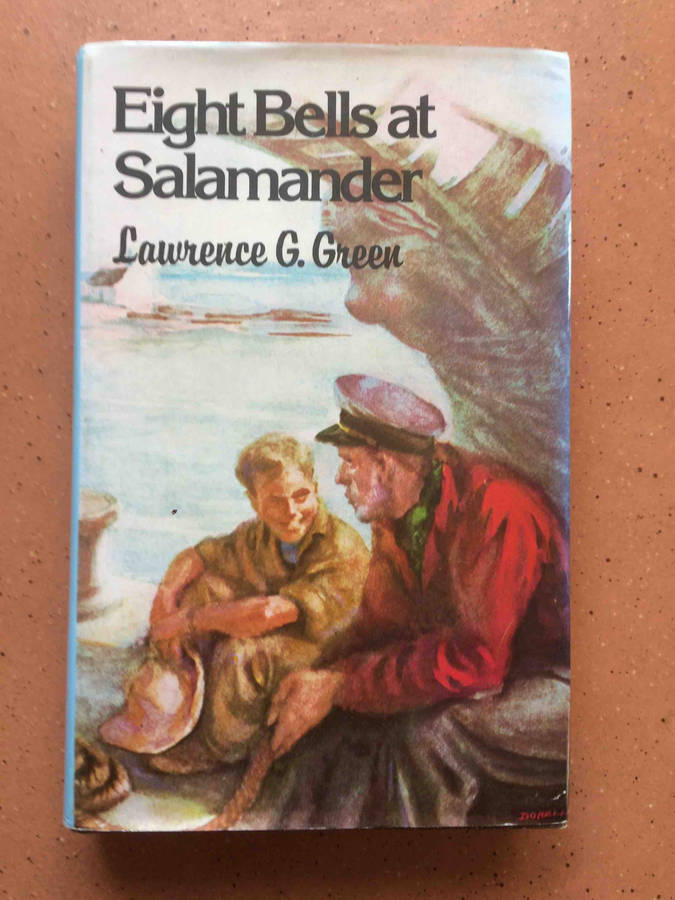 Eight Bells at
Salamander
Lawrence G. Green